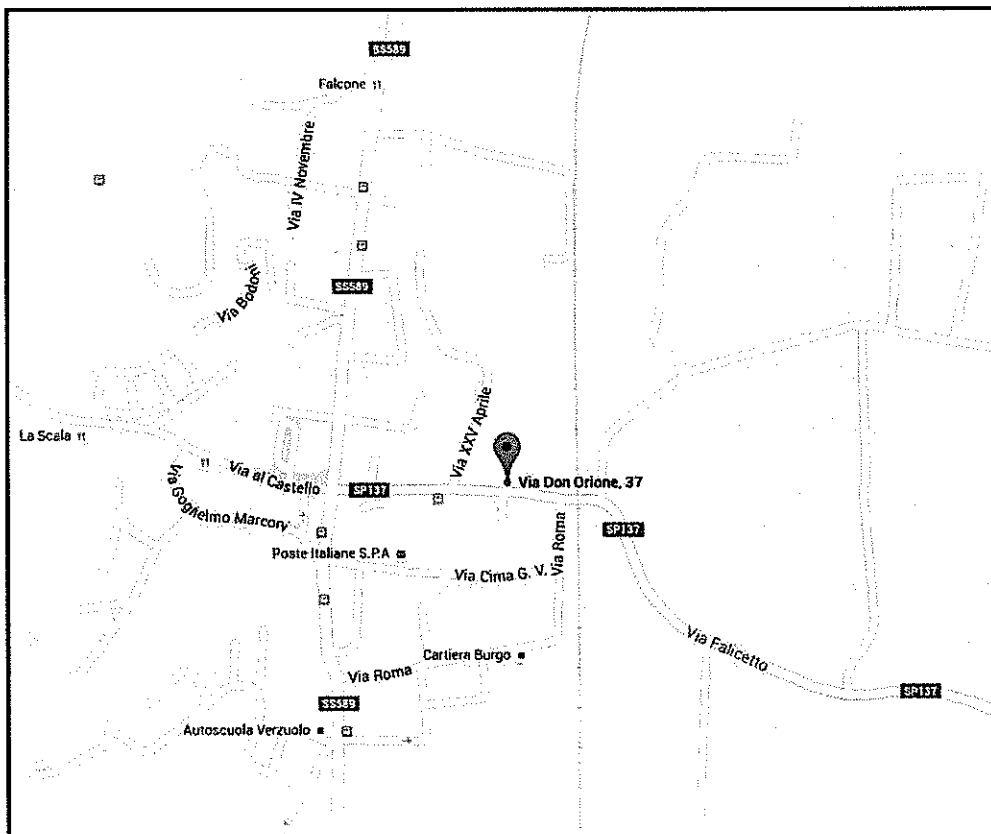 SS589
Falcone
Via IV Novembre
SS589
Via Bodoni
La Scala
Via XXV Aprile
Via al Castello
SP137
Via Don Orione, 37
Via Goglielmo Marconi
SP137
Poste Italiane S.P.A
Via Cima G. V.
Via Roma
Via Falicetto
Cartiera Burgo
Via Roma
SP137
SS589
Autoscuola Verzuolo